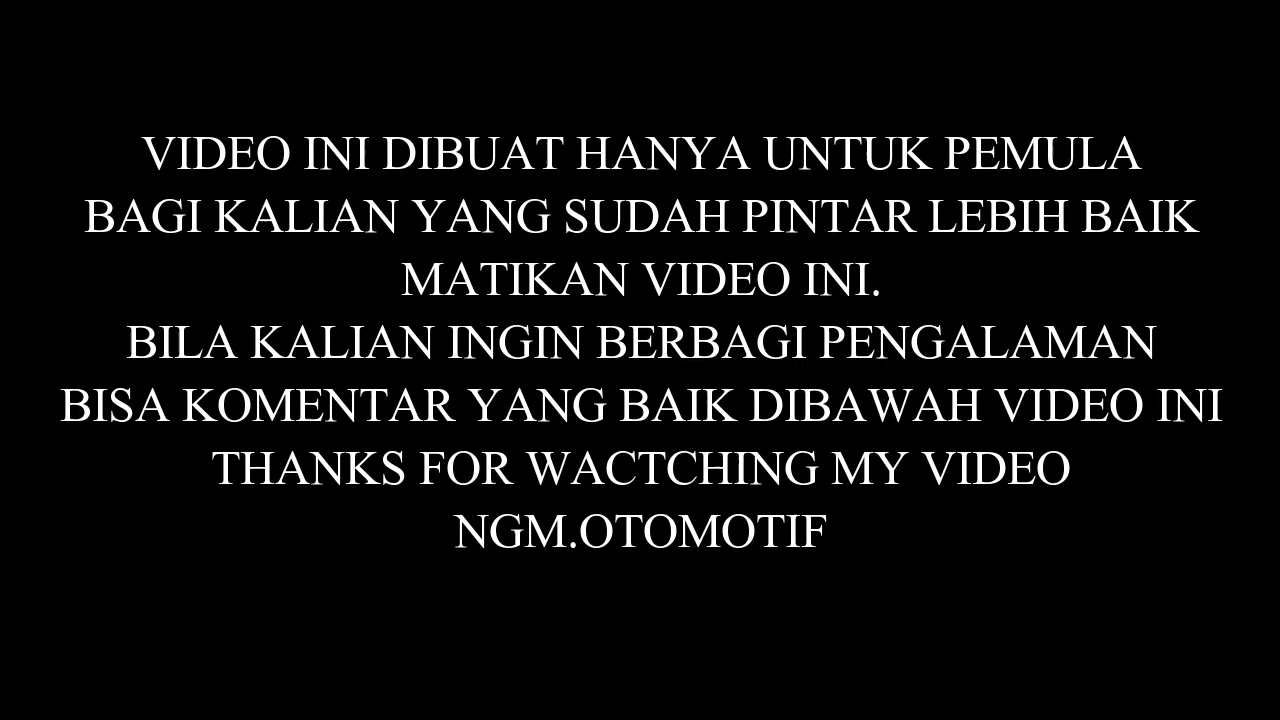 VIDEO INI DIBUAT HANYA UNTUK PEMULA
BAGI KALIAN YANG SUDAH PINTAR LEBIH BAIK
MATIKAN VIDEO INI.
BILA KALIAN INGIN BERBAGI PENGALAMAN
BISA KOMENTAR YANG BAIK DIBAWAH VIDEO INI
THANKS FOR WACTCHING MY VIDEO
NGM.OTOMOTIF